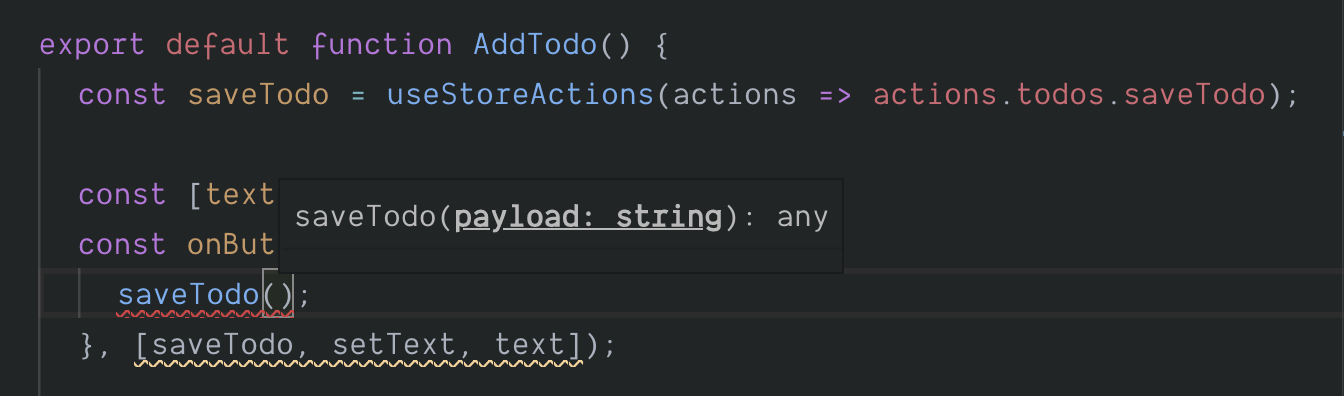 export default function AddTodo() {
const saveTodo = useStoreActions(actions => actions.todos.saveTodo);
const [text
saveTodo(payload: string): any
const onBut
saveTodo();
}, [saveTodo, setText, text]);